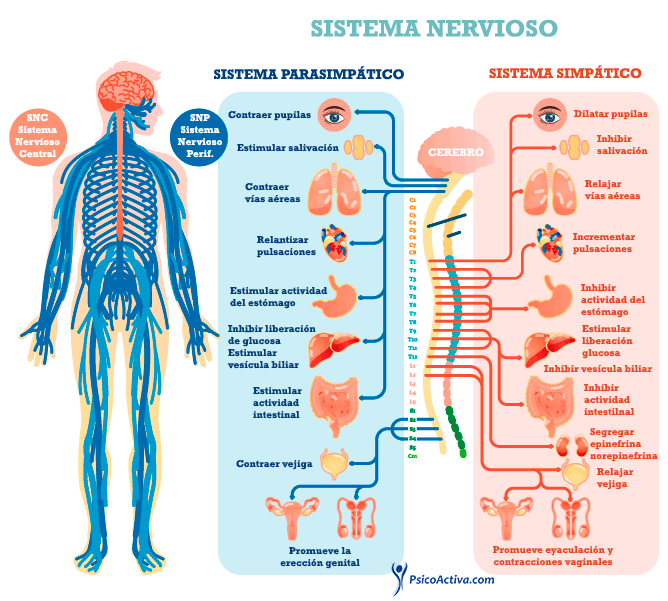 SISTEMA NERVIOSO
SISTEMA PARASIMPÁTICO
SISTEMA SIMPÁTICO
SNC
Sistema
Nervioso
Central
SNP
Sistema
Nervioso
Perif.
Contraer pupilas
Estimular salivación
Contraer
vías aéreas
Relantizar
pulsaciones
Estimular actividad
del estómago
Inhibir liberación
de glucosa
Estimular
vesícula biliar
Estimular
actividad
intestinal
Contraer vejiga
Promueve la
erección genital
CEREBRO
C1
C2
C3
C4
C5
C6
C7
C8
T1
T2
T3
T4
T5
T6
T7
T8
T9
T10
T11
T12
L1
L2
L3
L4
L5
S1
S2
S3
S4
S5
Co1
Dilatar pupilas
Inhibir
salivación
Relajar
vías aéreas
Incrementar
pulsaciones
Inhibir
actividad del
estómago
Estimular
liberación
glucosa
Inhibir vesícula biliar
Inhibir
actividad
intestilnal
Segregar
epinefrina
norepinefrina
Relajar
vejiga
Promueve eyaculación y
contracciones vaginales
PsicoActiva.com